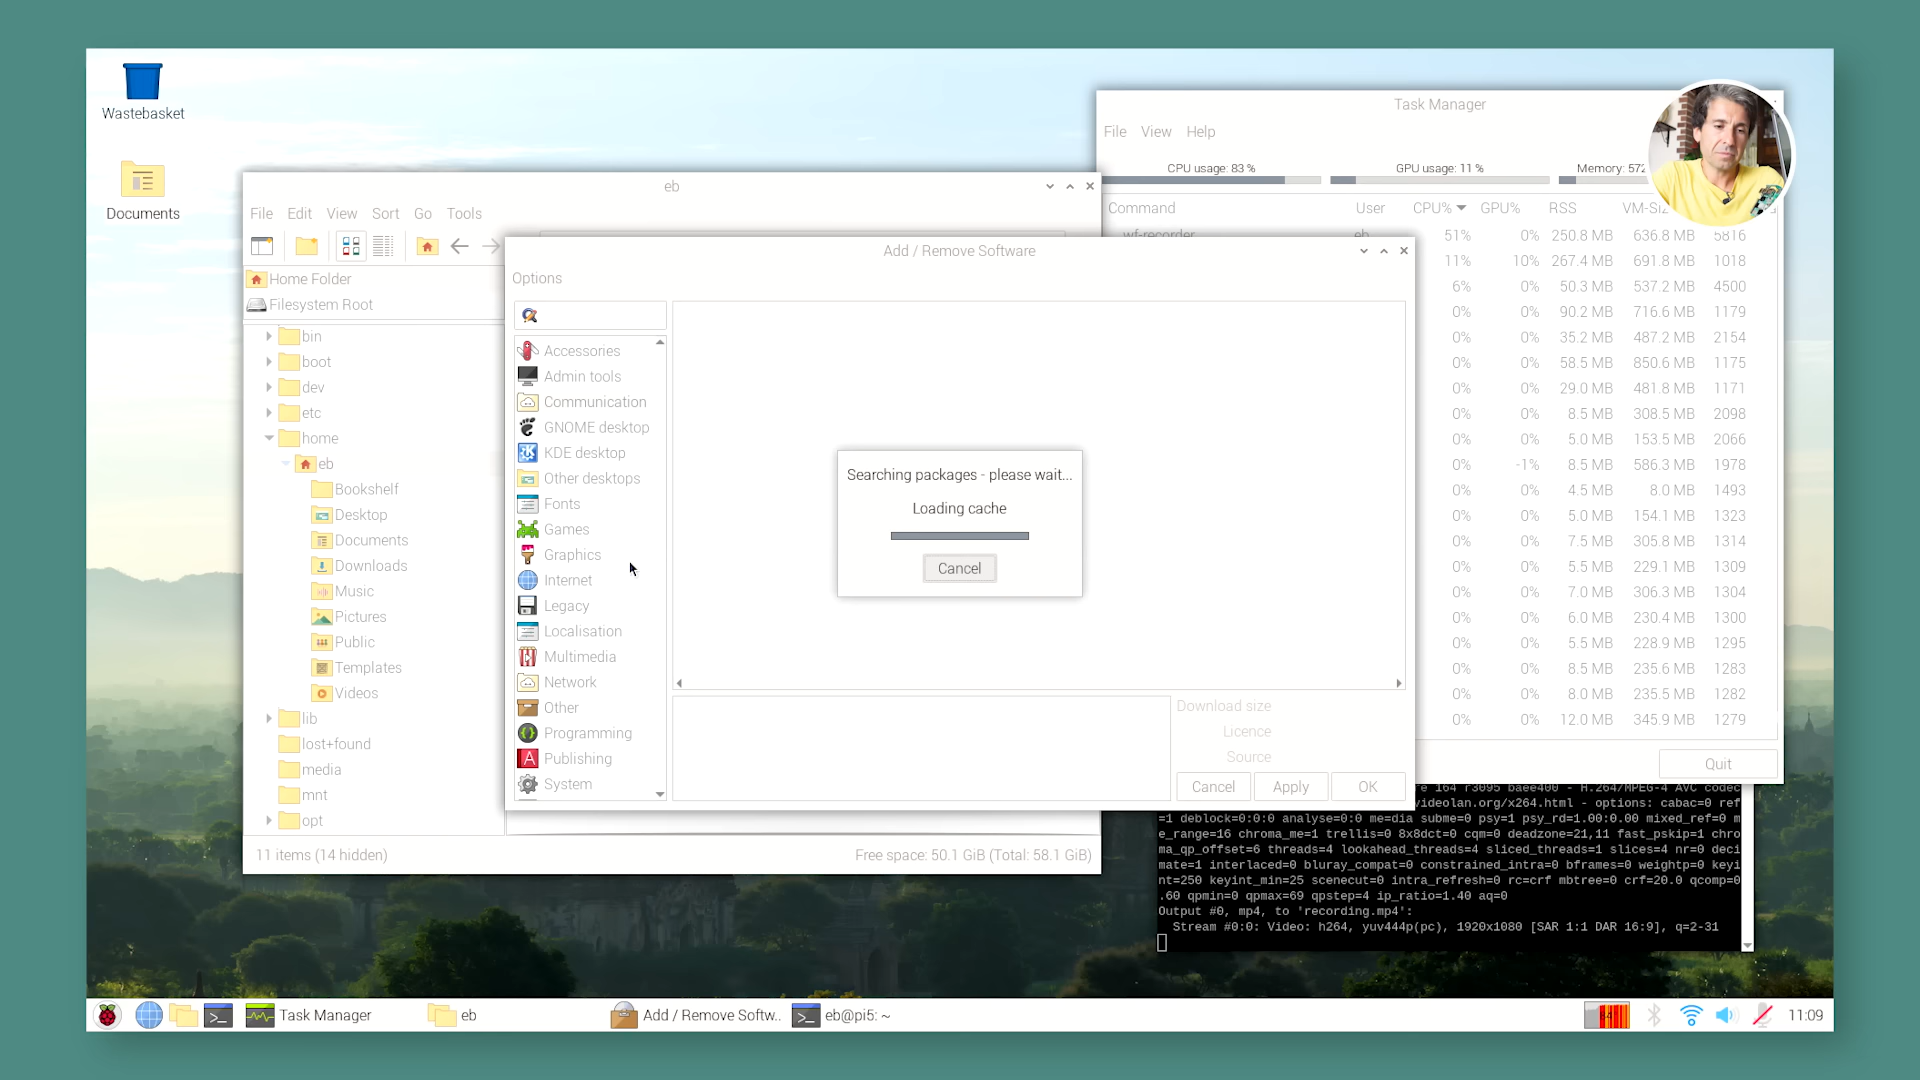 Wastebasket
Documents
Task Manager
File View Help
CPU usage: 83 %
GPU usage: 11 %
Memory: 572
Command User CPU% GPU% RSS VM-Siz
wf-recorder eb 51% 0% 250.8 MB 636.8 MB 5816
11% 10% 267.4 MB 691.8 MB 1018
6% 0% 50.3 MB 537.2 MB 4500
0% 0% 90.2 MB 716.6 MB 1179
0% 0% 35.2 MB 487.2 MB 2154
0% 0% 58.5 MB 850.6 MB 1175
0% 0% 29.0 MB 481.8 MB 1171
0% 0% 8.5 MB 308.5 MB 2098
0% 0% 5.0 MB 153.5 MB 2066
0% -1% 8.5 MB 586.3 MB 1978
0% 0% 4.5 MB 8.0 MB 1493
0% 0% 5.0 MB 154.1 MB 1323
0% 0% 7.5 MB 305.8 MB 1314
0% 0% 5.5 MB 229.1 MB 1309
0% 0% 7.0 MB 306.3 MB 1304
0% 0% 6.0 MB 230.4 MB 1300
0% 0% 5.5 MB 228.9 MB 1295
0% 0% 8.5 MB 235.6 MB 1283
0% 0% 8.0 MB 235.5 MB 1282
0% 0% 12.0 MB 345.9 MB 1279
Quit
eb
File Edit View Sort Go Tools
Home Folder
Filesystem Root
bin
boot
dev
etc
home
eb
Bookshelf
Desktop
Documents
Downloads
Music
Pictures
Public
Templates
Videos
lib
lost+found
media
mnt
opt
11 items (14 hidden)
Free space: 50.1 GiB (Total: 58.1 GiB)
Add / Remove Software
Options
Accessories
Admin tools
Communication
GNOME desktop
KDE desktop
Other desktops
Fonts
Games
Graphics
Internet
Legacy
Localisation
Multimedia
Network
Other
Programming
Publishing
System
Searching packages - please wait...
Loading cache
Cancel
Download size
Licence
Source
Cancel Apply OK
re 164 r3095 baee400 - H.264/MPEG-4 AVC codec
videolan.org/x264.html - options: cabac=0 ref
=1 deblock=0:0:0 analyse=0:0 me=dia subme=0 psy=1 psy_rd=1.00:0.00 mixed_ref=0 m
e_range=16 chroma_me=1 trellis=0 8x8dct=0 cqm=0 deadzone=21,11 fast_pskip=1 chro
ma_qp_offset=6 threads=4 lookahead_threads=4 sliced_threads=1 slices=4 nr=0 deci
mate=1 interlaced=0 bluray_compat=0 constrained_intra=0 bframes=0 weightp=0 keyi
nt=250 keyint_min=25 scenecut=0 intra_refresh=0 rc=crf mbtree=0 crf=20.0 qcomp=0
.60 qpmin=0 qpmax=69 qpstep=4 ip_ratio=1.40 aq=0
Output #0, mp4, to 'recording.mp4':
Stream #0:0: Video: h264, yuv444p(pc), 1920x1080 [SAR 1:1 DAR 16:9], q=2-31
Task Manager
eb
Add / Remove Softw..
eb@pi5: ~
11:09